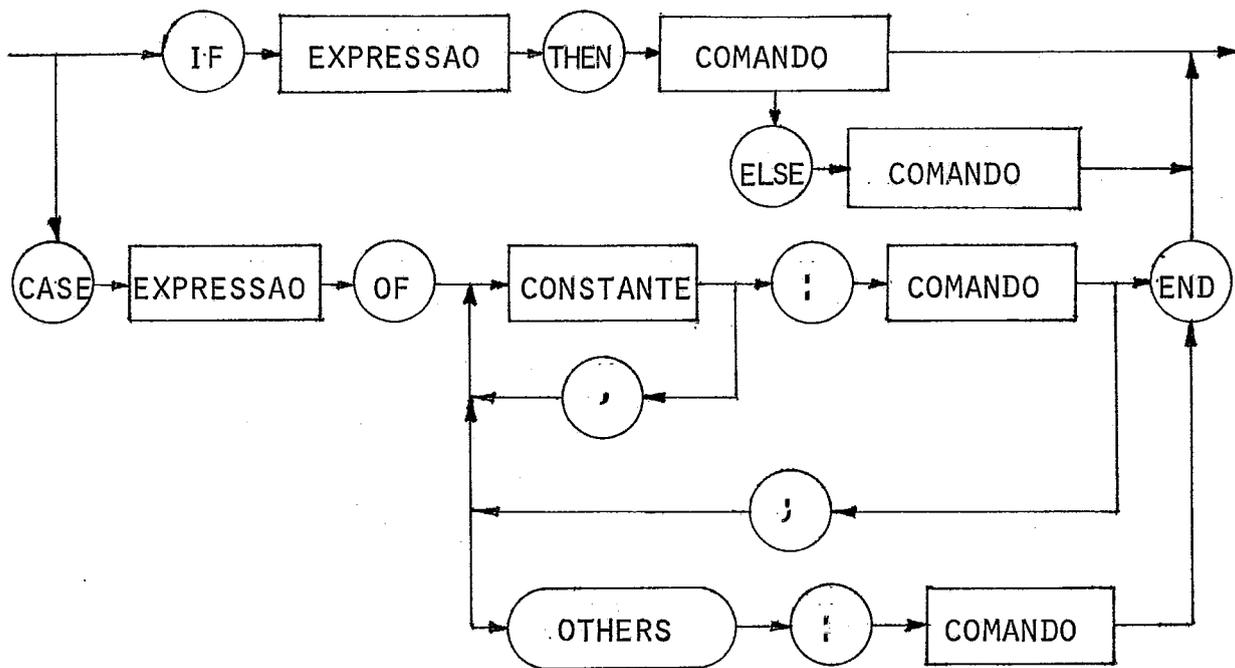 IF EXPRESSAO THEN COMANDO
ELSE COMANDO
CASE EXPRESSAO OF CONSTANTE : COMANDO END
,
;
OTHERS : COMANDO